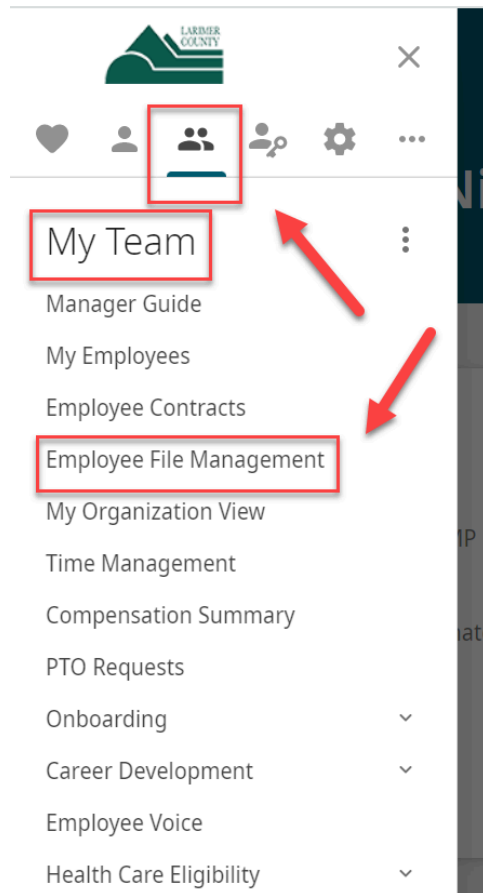 LARIMER
COUNTY
My Team
Manager Guide
My Employees
Employee Contracts
Employee File Management
My Organization View
Time Management
Compensation Summary
PTO Requests
Onboarding
Career Development
Employee Voice
Health Care Eligibility